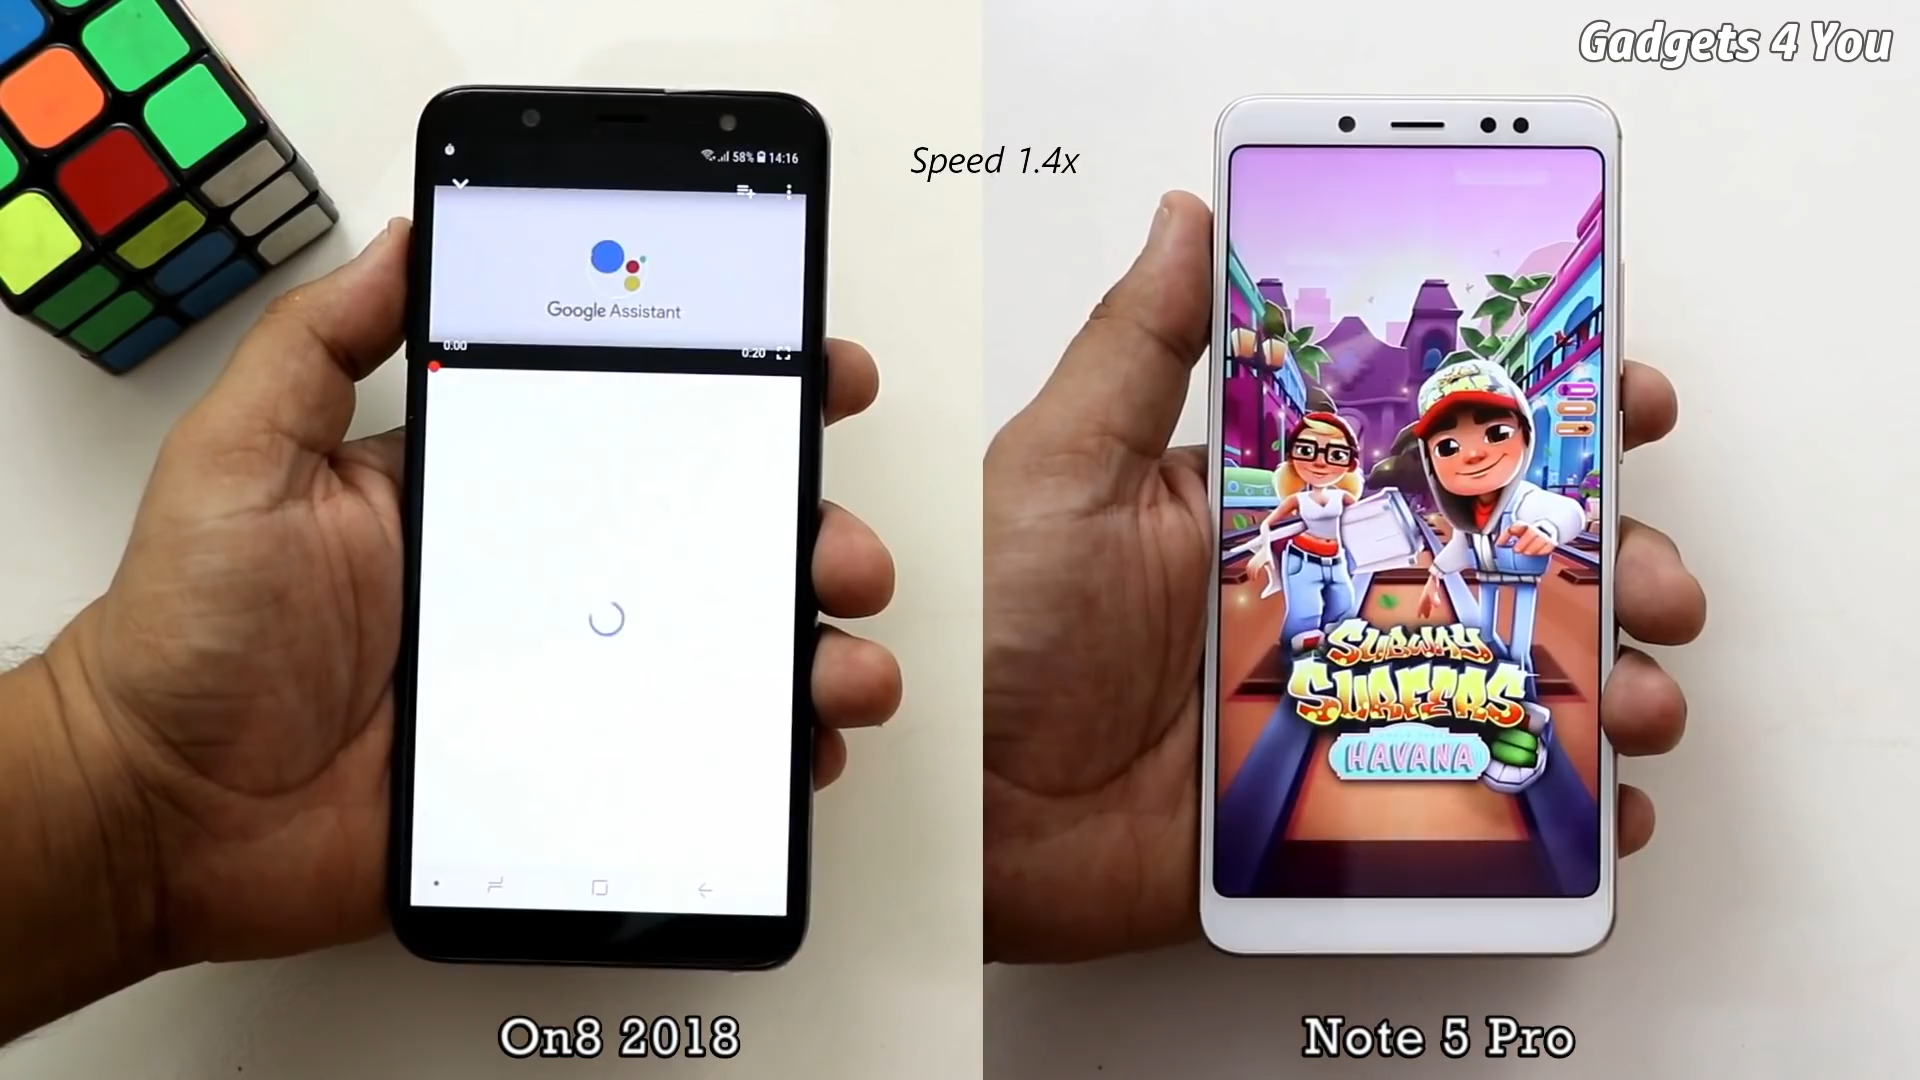 Gadgets 4 You
Speed 1.4x
58% 14:16
Google Assistant
0:00
0:20
SUBWAY
SURFERS
HAVANA
On8 2018
Note 5 Pro